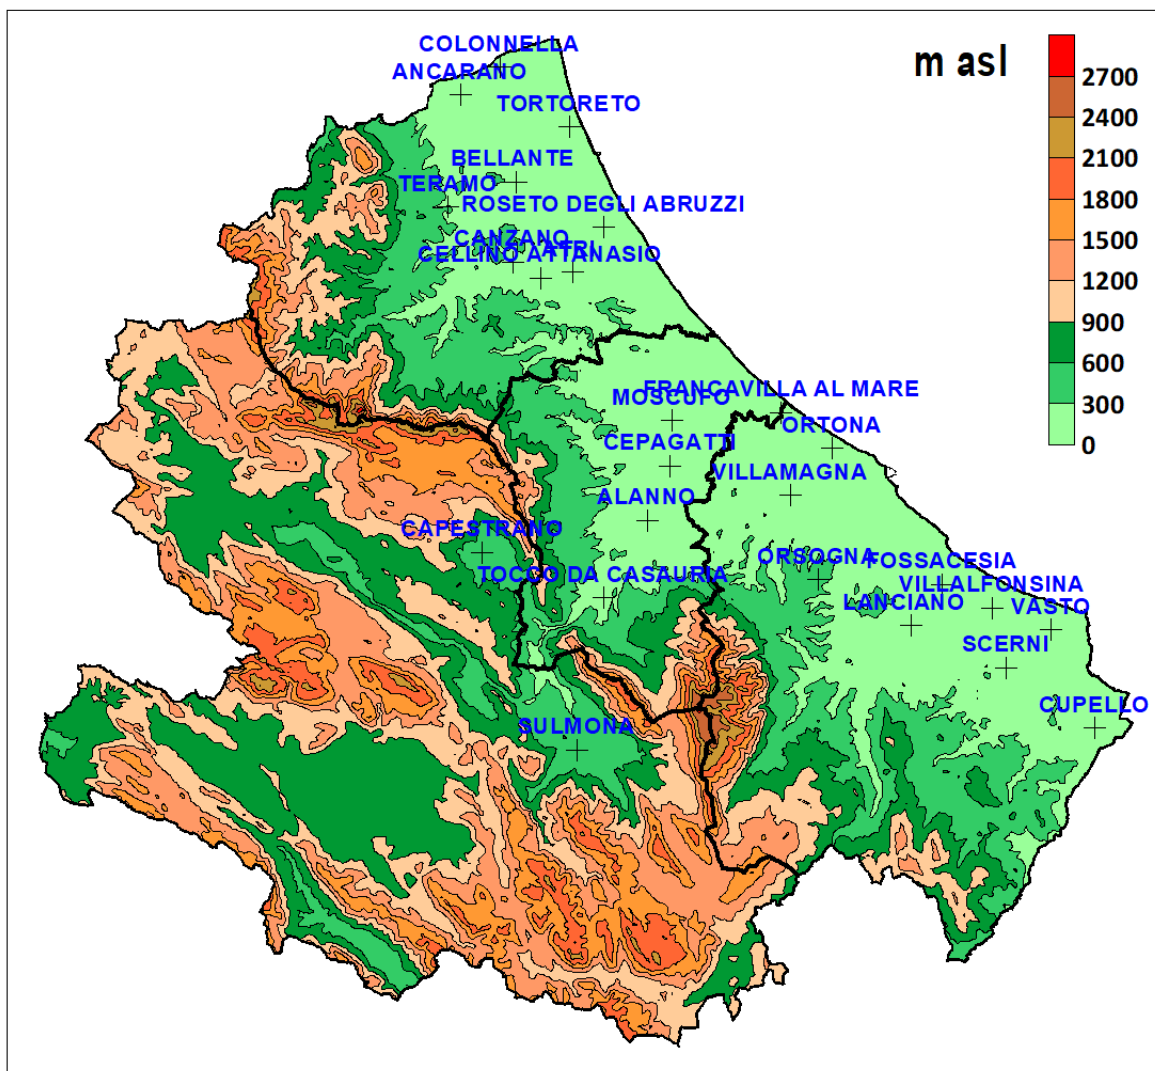 COLONNELLA
m asl
ANCARANO
2700
TORTORETO
2400
BELLANTE
2100
TERAMO
1800
ROSETO DEGLI ABRUZZI
1500
CANZANO
ATRI
CELLINO ATTANASIO
1200
900
600
FRANCAVILLA AL MARE
MOSCUFO
300
ORTONA
CEPAGATTI
0
VILLAMAGNA
ALANNO
CAPESTRANO
ORSOGNA
FOSSACESIA
TOCCO DA CASAURIA
VILLALFONSINA
LANCIANO
VASTO
SCERNI
CUPELLO
SULMONA